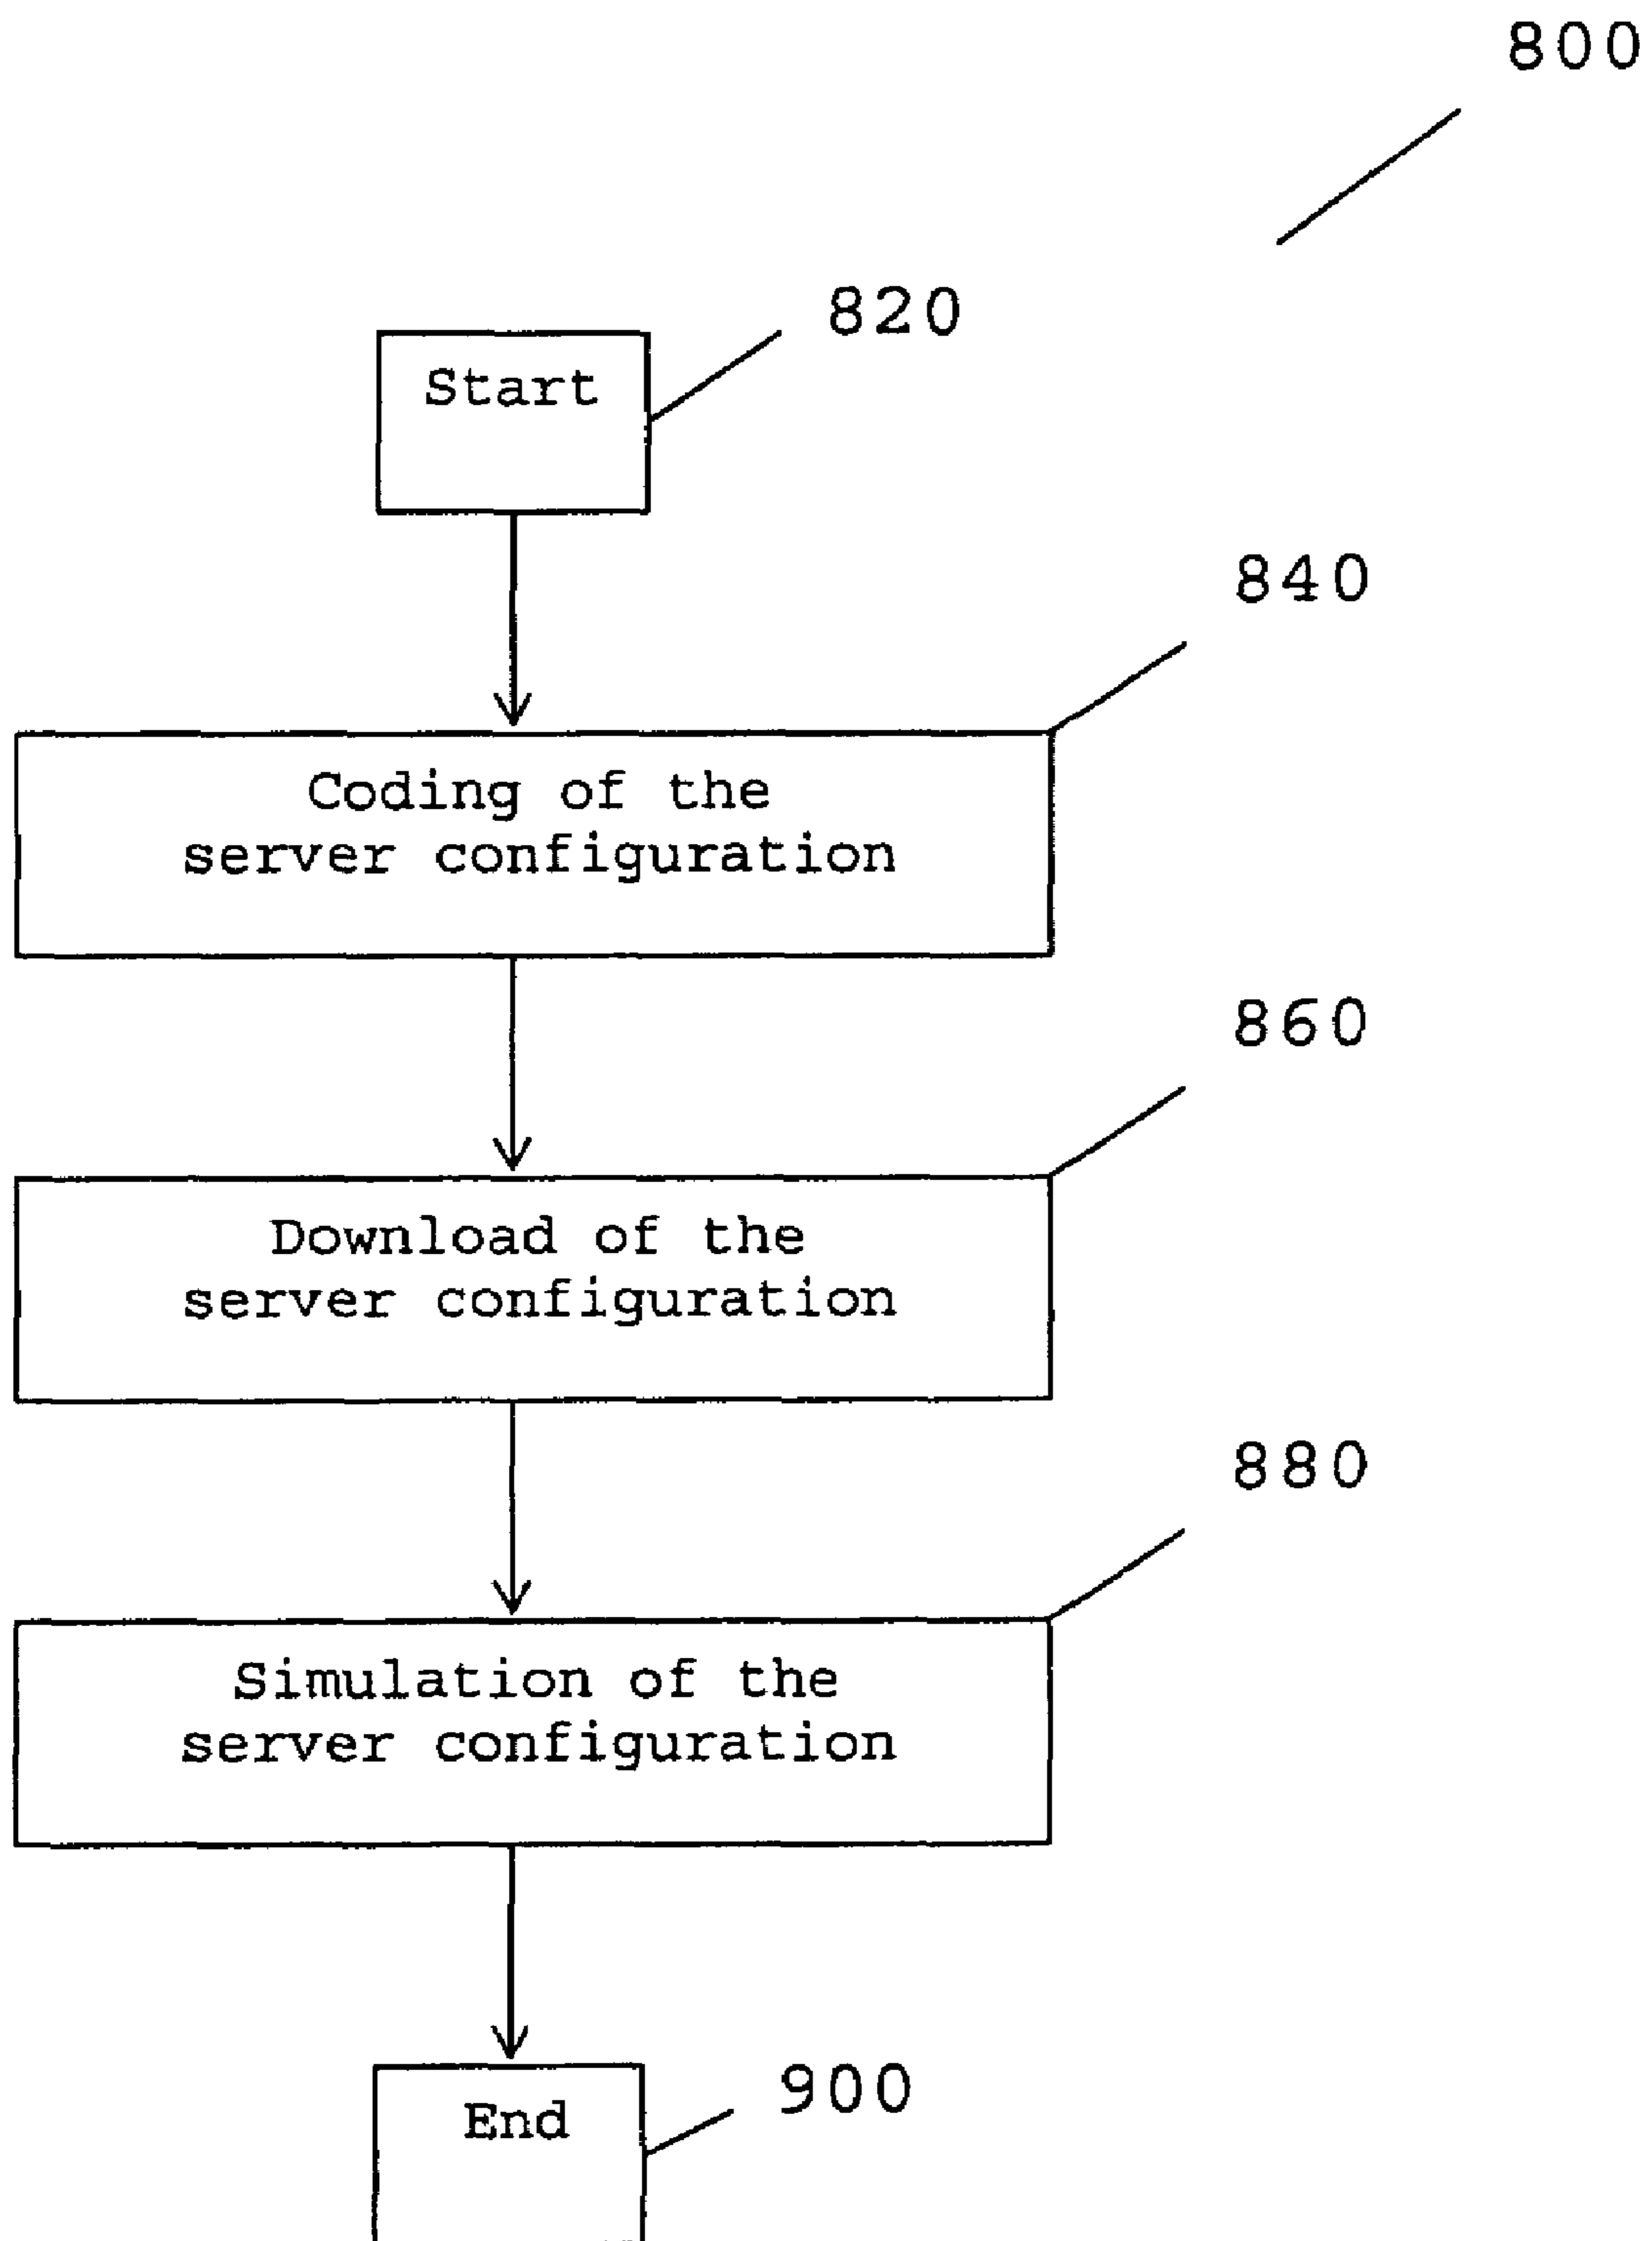 800
820
Start
840
Coding of the
server configuration
860
Download of the
server configuration
880
Simulation of the
server configuration
900
End